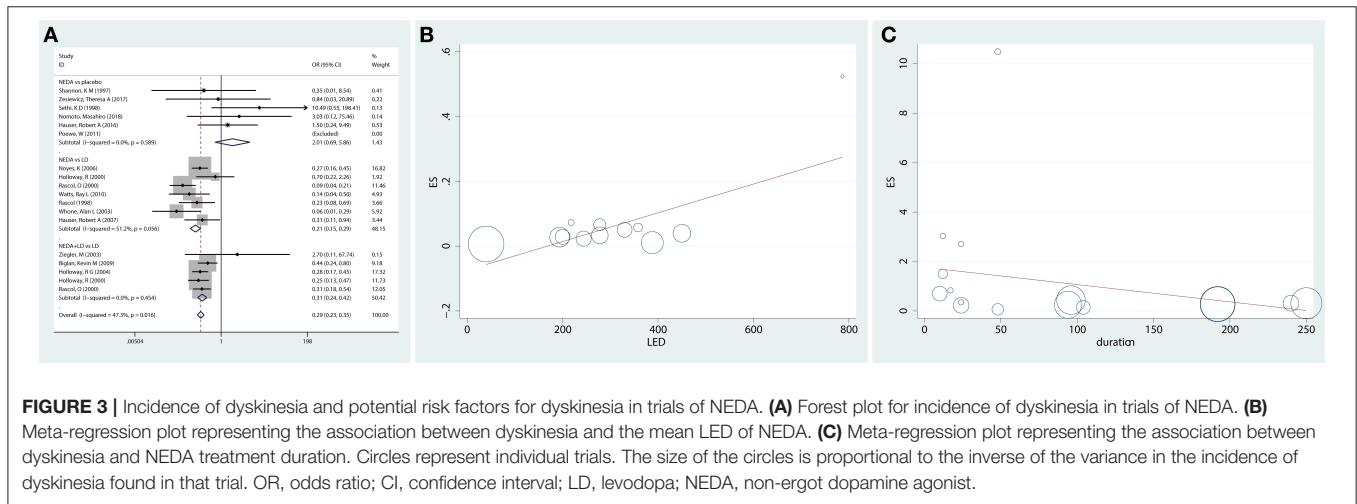 A
Study
ID OR (95% CI) % Weight
NEDA vs placebo
Shannon, K M (1997) 0.35 (0.01, 8.54) 0.41
Zesiewicz, Theresa A (2017) 0.84 (0.03, 20.89) 0.22
Sethi, K D (1998) 10.49 (0.55, 198.41) 0.13
Nomoto, Masahiro (2018) 3.03 (0.12, 75.46) 0.14
Hauser, Robert A (2016) 1.50 (0.24, 9.49) 0.53
Poewe, W (2011) (Excluded) 0.00
Subtotal (I-squared = 0.0%, p = 0.589) 2.01 (0.69, 5.86) 1.43
.
NEDA vs LD
Noyes, K (2006) 0.27 (0.16, 0.45) 16.82
Holloway, R (2000) 0.70 (0.22, 2.26) 1.92
Rascol, O (2000) 0.09 (0.04, 0.21) 11.46
Watts, Ray L (2010) 0.14 (0.04, 0.50) 4.93
Rascol (1998) 0.23 (0.08, 0.69) 3.66
Whone, Alan L (2003) 0.06 (0.01, 0.29) 5.92
Hauser, Robert A (2007) 0.31 (0.11, 0.94) 3.44
Subtotal (I-squared = 51.2%, p = 0.056) 0.21 (0.15, 0.29) 48.15
.
NEDA+LD vs LD
Ziegler, M (2003) 2.70 (0.11, 67.74) 0.15
Biglan, Kevin M (2009) 0.44 (0.24, 0.80) 9.18
Holloway, R G (2004) 0.28 (0.17, 0.45) 17.32
Holloway, R (2000) 0.25 (0.13, 0.47) 11.73
Rascol, O (2000) 0.31 (0.18, 0.54) 12.05
Subtotal (I-squared = 0.0%, p = 0.454) 0.31 (0.24, 0.42) 50.42
.
Overall (I-squared = 47.3%, p = 0.016) 0.29 (0.23, 0.35) 100.00
.00504 1 198
B
ES
.6
.4
.2
0
-.2
0 200 400 600 800
LED
C
ES
10
8
6
4
2
0
0 50 100 150 200 250
duration
FIGURE 3 | Incidence of dyskinesia and potential risk factors for dyskinesia in trials of NEDA. (A) Forest plot for incidence of dyskinesia in trials of NEDA. (B)
Meta-regression plot representing the association between dyskinesia and the mean LED of NEDA. (C) Meta-regression plot representing the association between
dyskinesia and NEDA treatment duration. Circles represent individual trials. The size of the circles is proportional to the inverse of the variance in the incidence of
dyskinesia found in that trial. OR, odds ratio; CI, confidence interval; LD, levodopa; NEDA, non-ergot dopamine agonist.